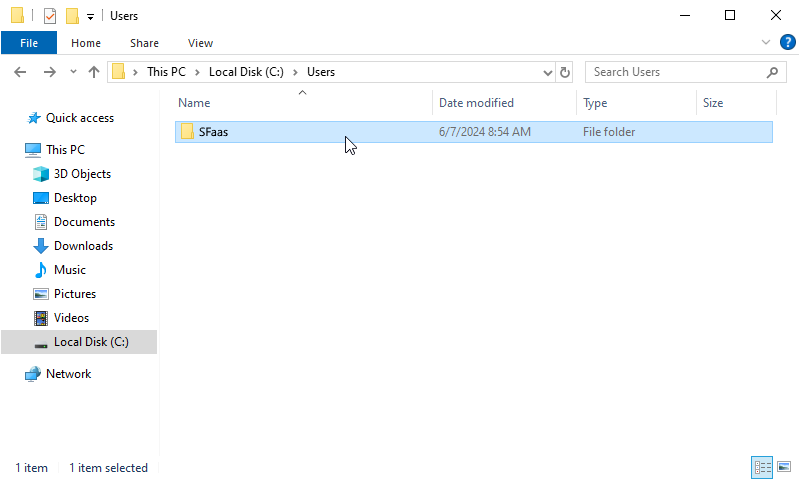 Users
File Home Share View
This PC Local Disk (C:) Users Search Users
Name Date modified Type Size
SFaas 6/7/2024 8:54 AM File folder
Quick access
This PC
3D Objects
Desktop
Documents
Downloads
Music
Pictures
Videos
Local Disk (C:)
Network
1 item 1 item selected